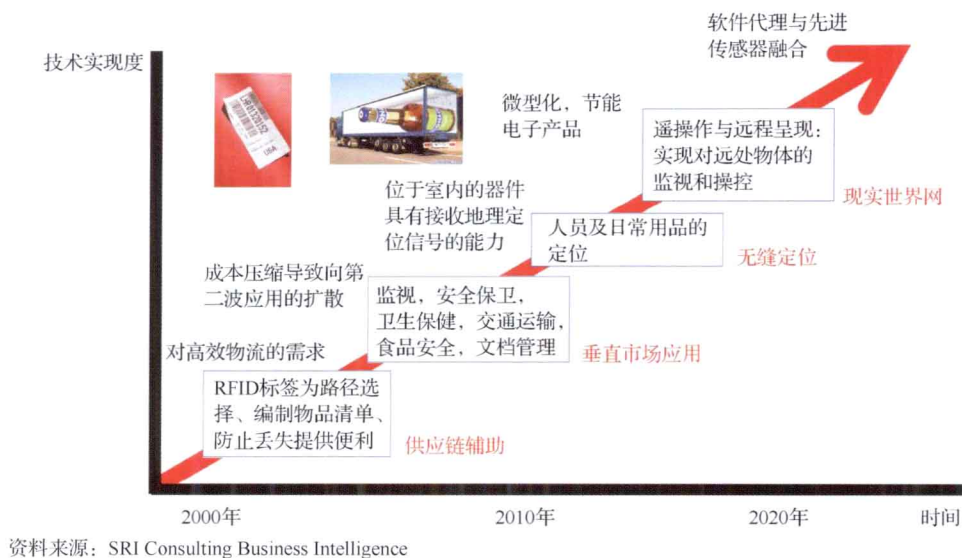 软件代理与先进
传感器融合
技术实现度
微型化，节能
电子产品
遥操作与远程呈现：
实现对远处物体的
监视和操控
现实世界网
位于室内的器件
具有接收地理定
位信号的能力
人员及日常用品的
定位
无缝定位
成本压缩导致向第
二波应用的扩散
监视，安全保卫，
卫生保健，交通运输，
食品安全，文档管理
垂直市场应用
对高效物流的需求
RFID标签为路径选
择、编制物品清单、
防止丢失提供便利
供应链辅助
2000年
2010年
2020年
时间
资料来源：SRI Consulting Business Intelligence
USA